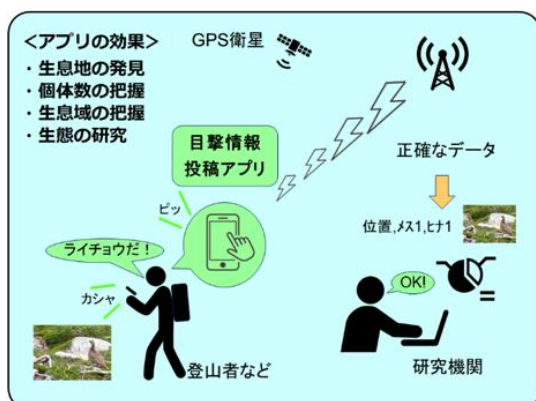 <アプリの効果>
・生息地の発見
・個体数の把握
・生息域の把握
・生態の研究
GPS衛星
目撃情報
投稿アプリ
ピッ
ライチョウだ！
カシャ
登山者など
正確なデータ
位置,メス1,ヒナ1
OK!
研究機関